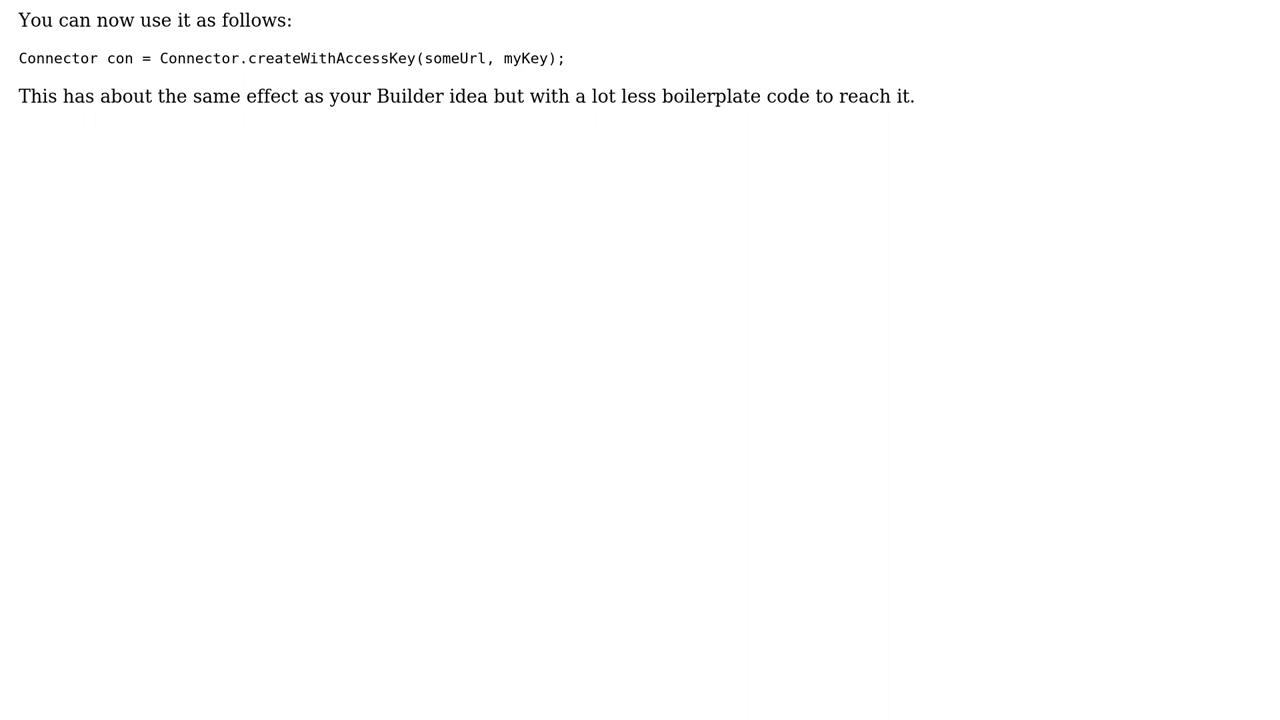 You can now use it as follows:
Connector con = Connector.createWithAccessKey(someUrl, myKey);
This has about the same effect as your Builder idea but with a lot less boilerplate code to reach it.